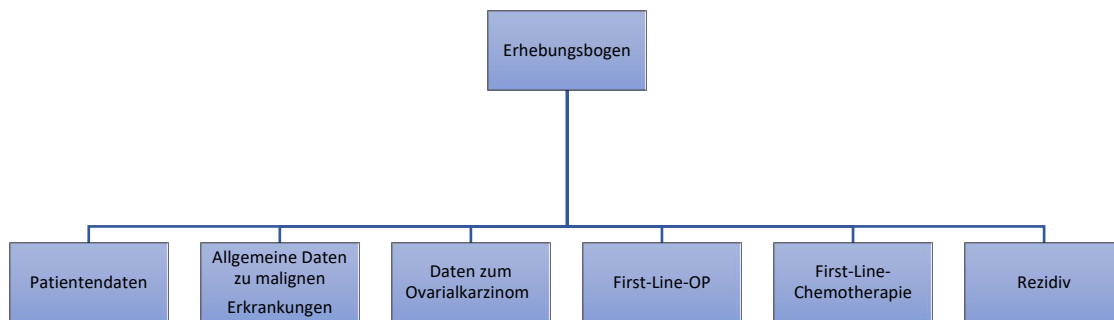 Erhebungsbogen
Patientendaten
Allgemeine Daten
zu malignen
Erkrankungen
Daten zum
Ovarialkarzinom
First-Line-OP
First-Line-
Chemotherapie
Rezidiv